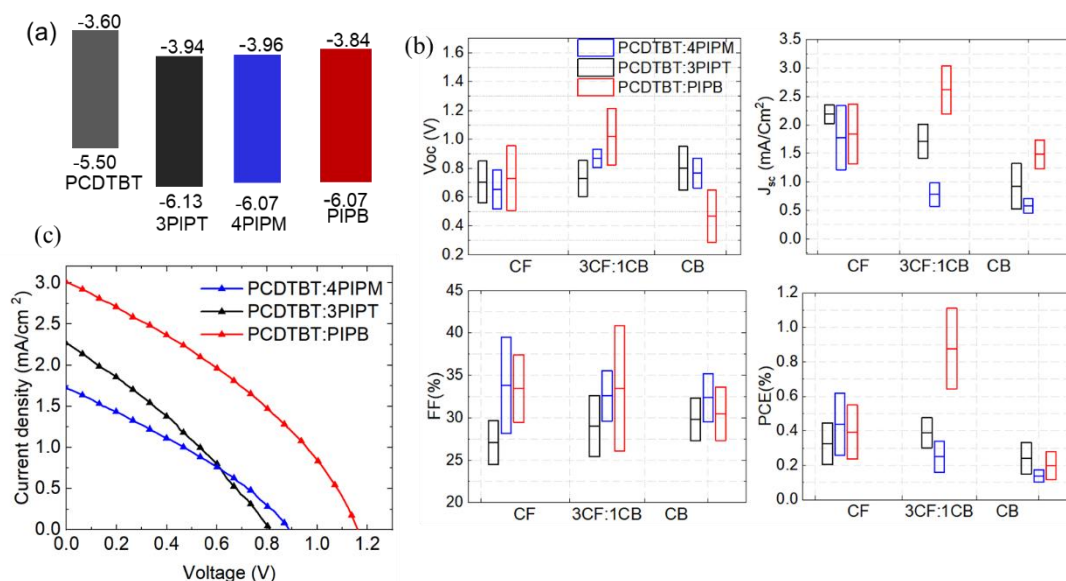 (a)
-3.60
-3.94
-3.96
-3.84
-5.50
PCDTBT
-6.13
-6.07
-6.07
3PIPT
4PIPM
PIPB
(b)
1.6
1.4
1.2
1.0
0.8
0.6
0.4
0.2
Voc (V)
PCDTBT:4PIPM
PCDTBT:3PIPT
PCDTBT:PIPB
CF
3CF:1CB
CB
3.5
3.0
2.5
2.0
1.5
1.0
0.5
0.0
Jsc (mA/Cm²)
CF
3CF:1CB
CB
(c)
3.0
2.5
2.0
1.5
1.0
0.5
0.0
Current density (mA/cm²)
PCDTBT:4PIPM
PCDTBT:3PIPT
PCDTBT:PIPB
0.0 0.2 0.4 0.6 0.8 1.0 1.2
Voltage (V)
45
40
35
30
25
20
FF(%)
CF
3CF:1CB
CB
1.2
1.0
0.8
0.6
0.4
0.2
0.0
PCE(%)
CF
3CF:1CB
CB